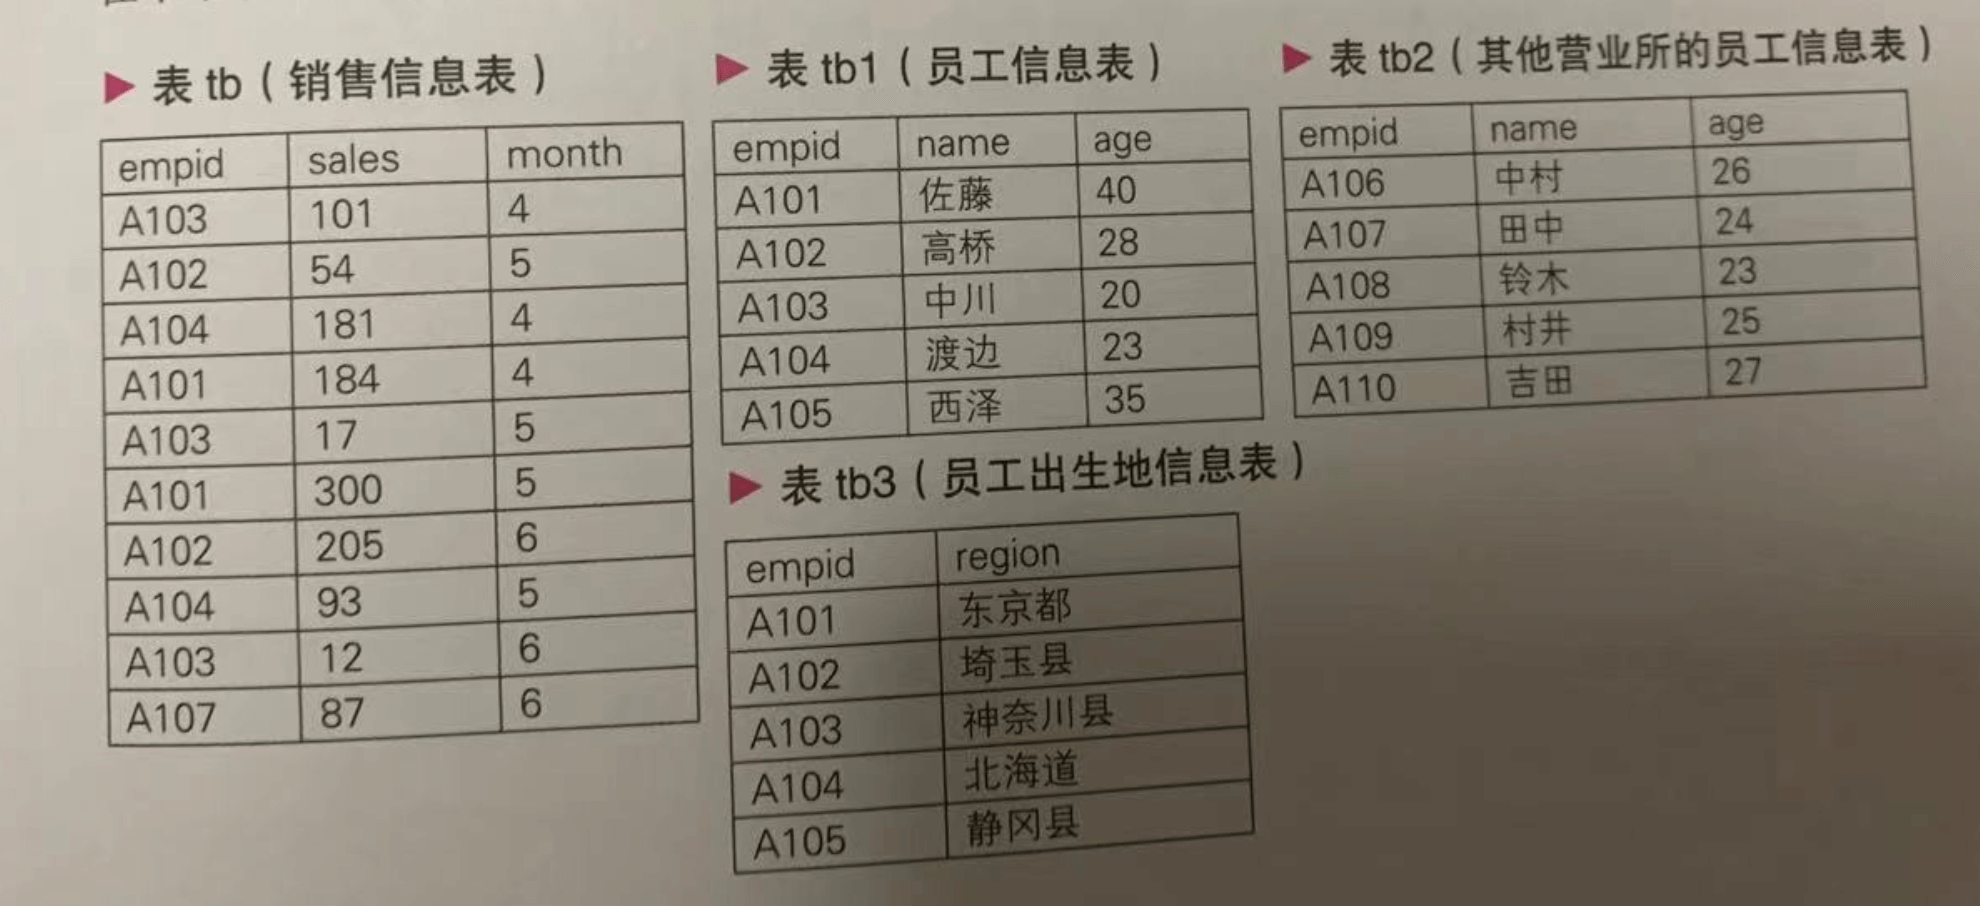 ▶ 表 tb（销售信息表）
empid sales month
A103 101 4
A102 54 5
A104 181 4
A101 184 4
A103 17 5
A101 300 5
A102 205 6
A104 93 5
A103 12 6
A107 87 6
▶ 表 tb1（员工信息表）
empid name age
A101 佐藤 40
A102 高桥 28
A103 中川 20
A104 渡边 23
A105 西泽 35
▶ 表 tb2（其他营业所的员工信息表）
empid name age
A106 中村 26
A107 田中 24
A108 铃木 23
A109 村井 25
A110 吉田 27
▶ 表 tb3（员工出生地信息表）
empid region
A101 东京都
A102 埼玉县
A103 神奈川县
A104 北海道
A105 静冈县